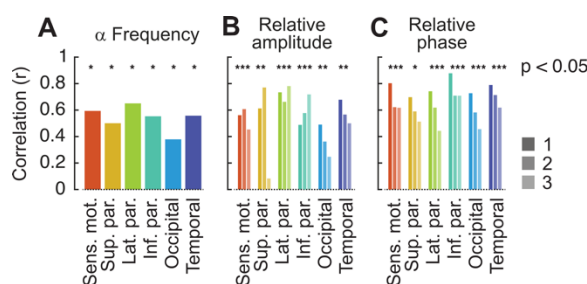 A α Frequency
B Relative amplitude
C Relative phase
p < 0.05
Correlation (r)
1
0.8
0.6
0.4
0.2
0
* * * * * *
*** ** *** *** ** **
*** * *** *** *** ***
1
2
3
Sens. mot.
Sup. par.
Lat. par.
Inf. par.
Occipital
Temporal
Sens. mot.
Sup. par.
Lat. par.
Inf. par.
Occipital
Temporal
Sens. mot.
Sup. par.
Lat. par.
Inf. par.
Occipital
Temporal